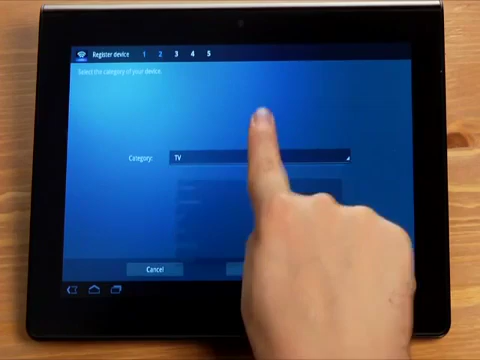 Register device 1 2 3 4 5
Select the category of your device.
Category: TV
Cancel